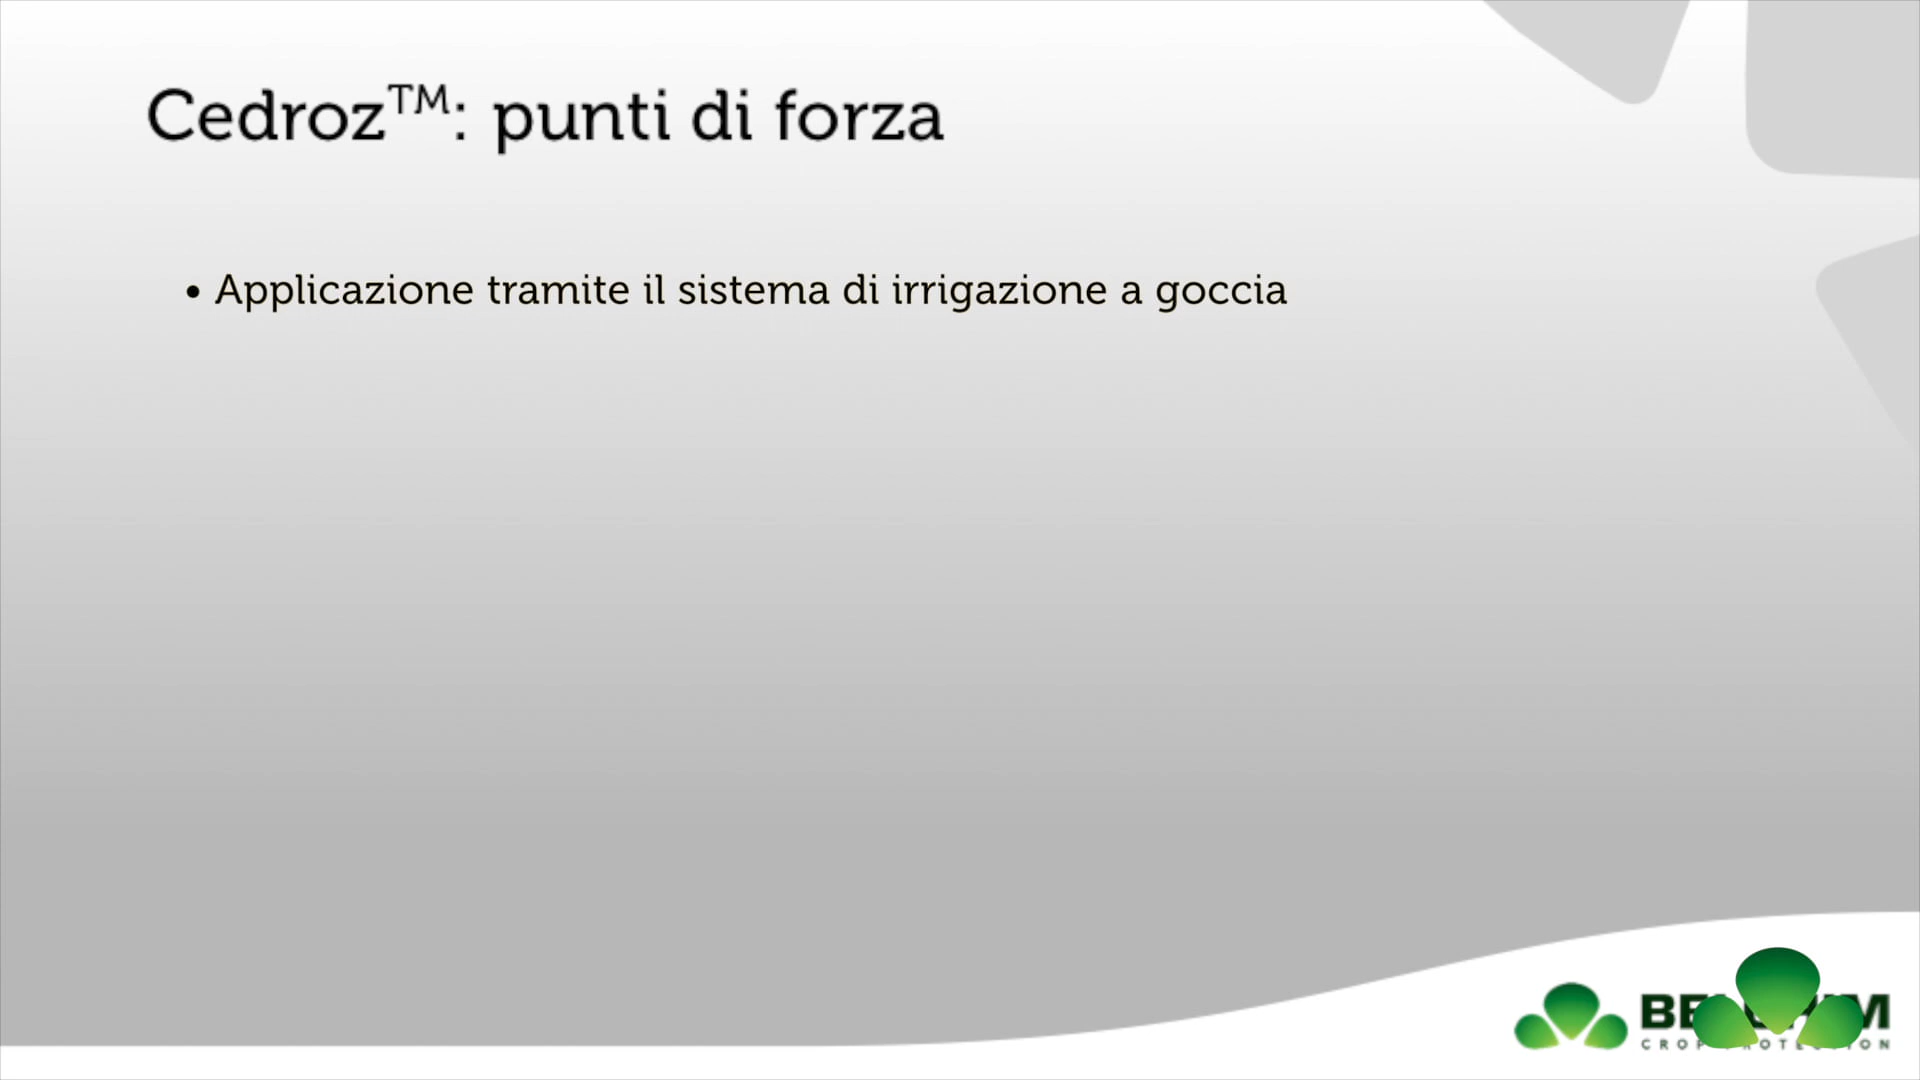 Cedroz™: punti di forza
• Applicazione tramite il sistema di irrigazione a goccia